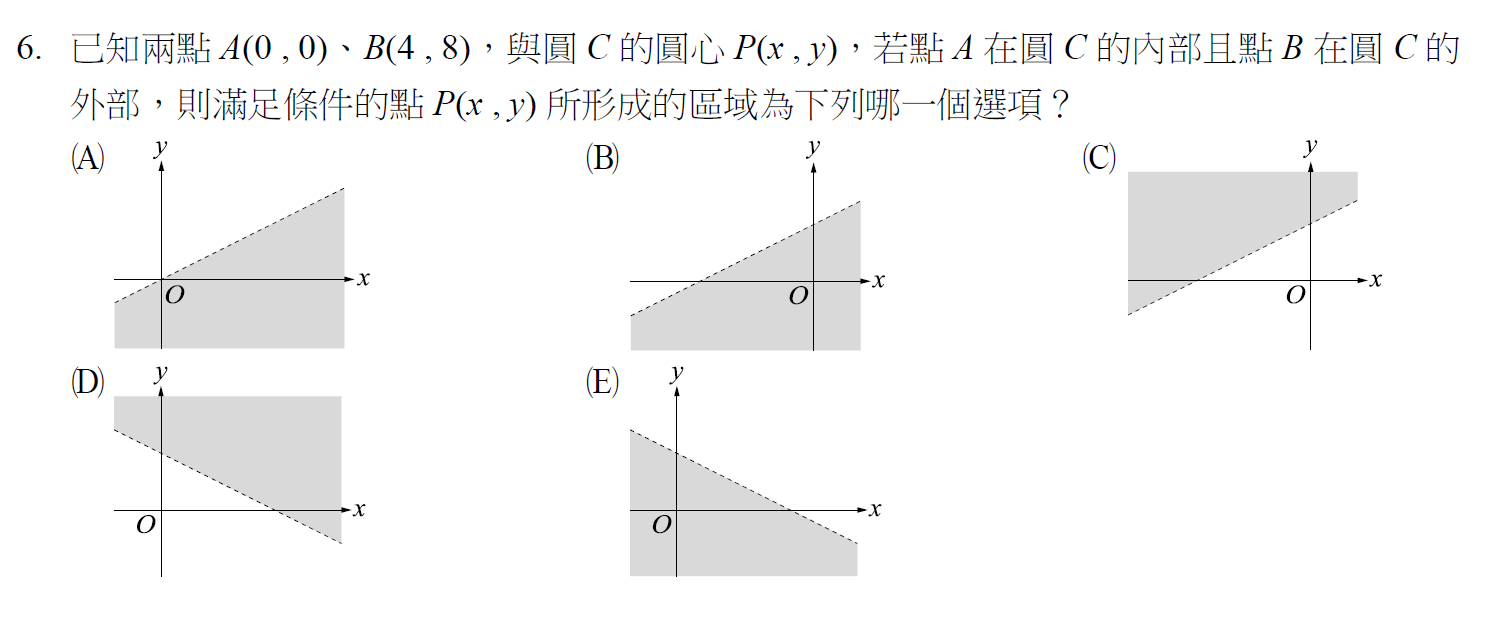 6. 已知兩點 A(0 , 0)、B(4 , 8)，與圓 C 的圓心 P(x , y)，若點 A 在圓 C 的內部且點 B 在圓 C 的
外部，則滿足條件的點 P(x , y) 所形成的區域為下列哪一個選項？
(A) y (B) y (C) y
x x x
O O O
(D) y (E) y
x x
O O